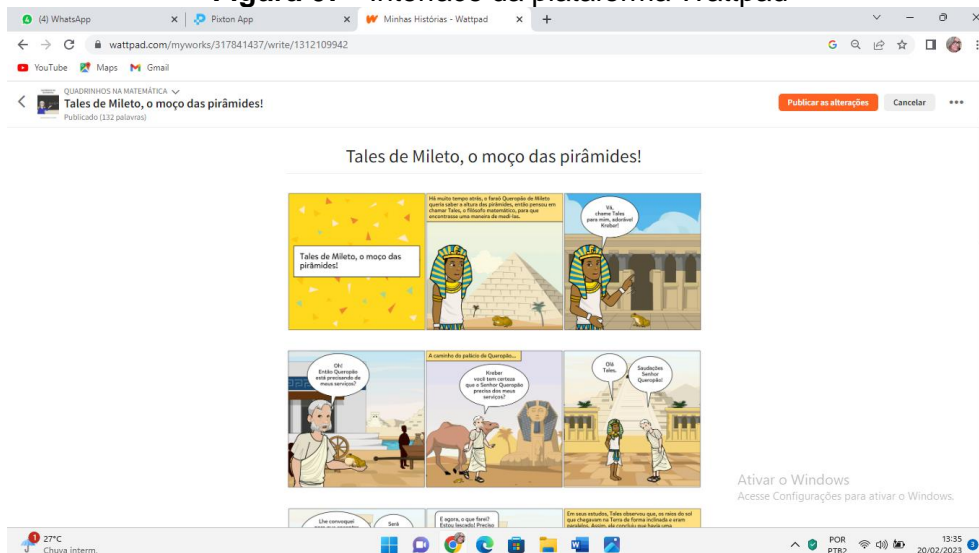 Figura 3. – Interface da plataforma Wattpad
(4) WhatsApp
Pixton App
Minhas Histórias - Wattpad
wattpad.com/myworks/317841437/write/1312109942
YouTube
Maps
Gmail
QUADRINHOS NA MATEMÁTICA
Tales de Mileto, o moço das pirâmides!
Publicado (132 palavras)
Publicar as alterações
Cancelar
Tales de Mileto, o moço das pirâmides!
Tales de Mileto, o moço das
pirâmides!
Há muito tempo atrás, o faraó Queropão de Mileto
queria saber a altura das pirâmides, então pensou em
chamar Tales, o filósofo matemático, para que
encontrasse uma maneira de medi-las.
Vá,
chame Tales
para mim, adorável
Kreber!
Oh!
Então Queropão
está precisando de
meus serviços?
A caminho do palácio de Queropão...
Kreber
você tem certeza
que o Senhor Queropão
precisa dos meus
serviços?
Olá
Tales.
Saudações
Senhor
Queropão!
Lhe convoquei
Será
E agora, o que farei?
Estou lascado! Preciso
Em seus estudos, Tales observou que, os raios do sol
que chegavam na Terra de forma inclinada e eram
paralelos. Assim, ele concluiu que havia uma
Ativar o Windows
Acesse Configurações para ativar o Windows.
27°C
Chuva interm.
POR
PTB2
13:35
20/02/2023